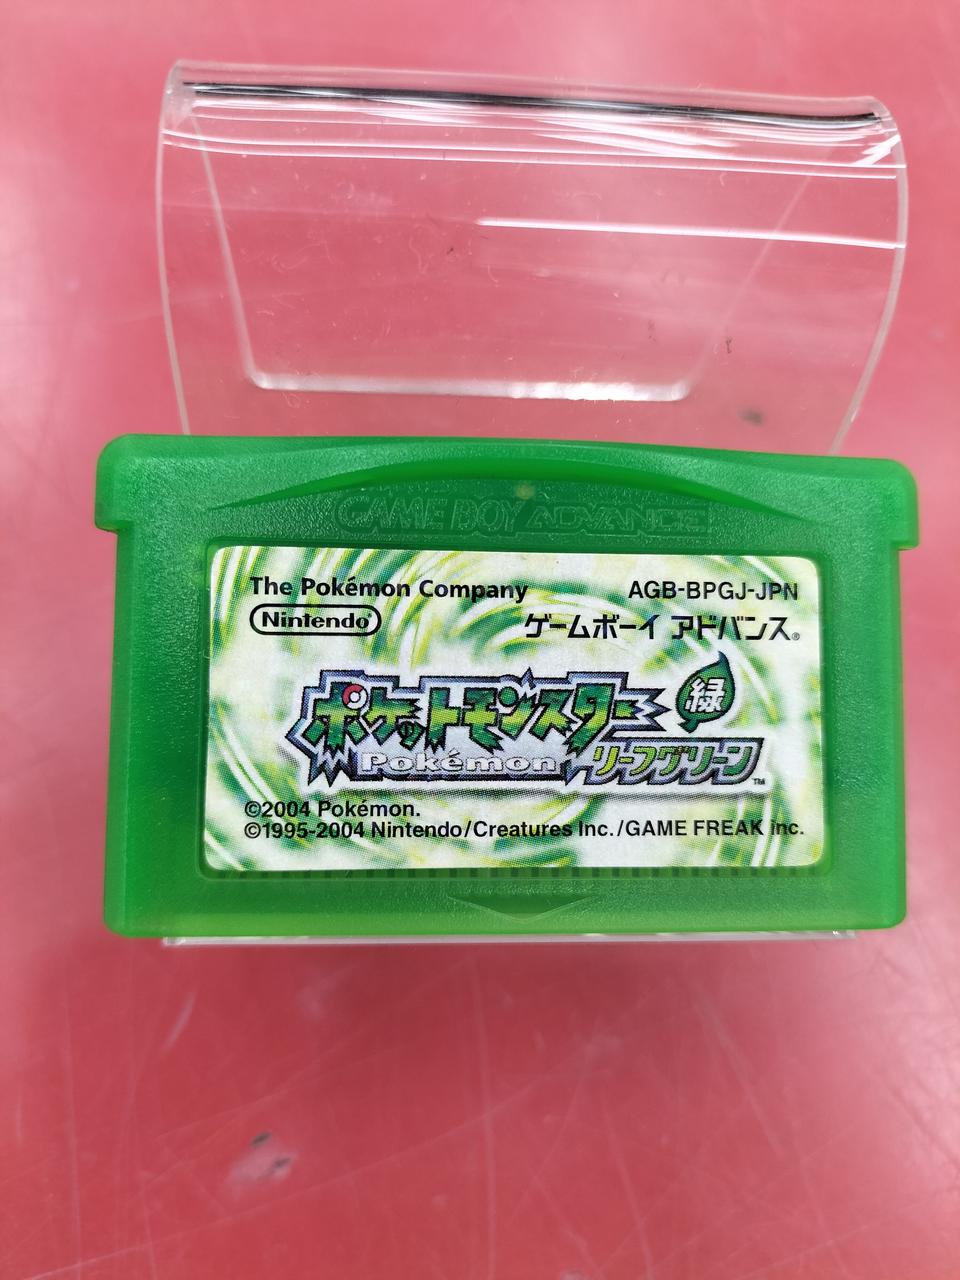 GAME BOY ADVANCE
The Pokémon Company AGB-BPGJ-JPN
Nintendo® ゲームボーイ アドバンス®
ポケットモンスター 緑
Pokémon リーフグリーン TM
©2004 Pokémon.
©1995-2004 Nintendo/Creatures Inc./GAME FREAK inc.